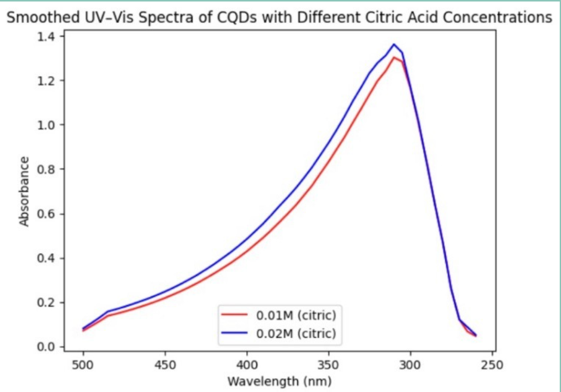 Smoothed UV–Vis Spectra of CQDs with Different Citric Acid Concentrations
1.4
1.2
1.0
0.8
0.6
0.4
0.2
0.0
Absorbance
0.01M (citric)
0.02M (citric)
500 450 400 350 300 250
Wavelength (nm)